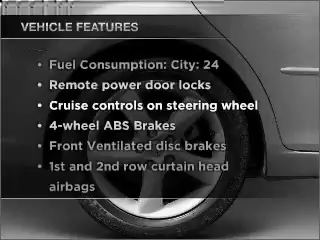 VEHICLE FEATURES
• Fuel Consumption: City: 24
• Remote power door locks
• Cruise controls on steering wheel
• 4-wheel ABS Brakes
• Front Ventilated disc brakes
• 1st and 2nd row curtain head
airbags